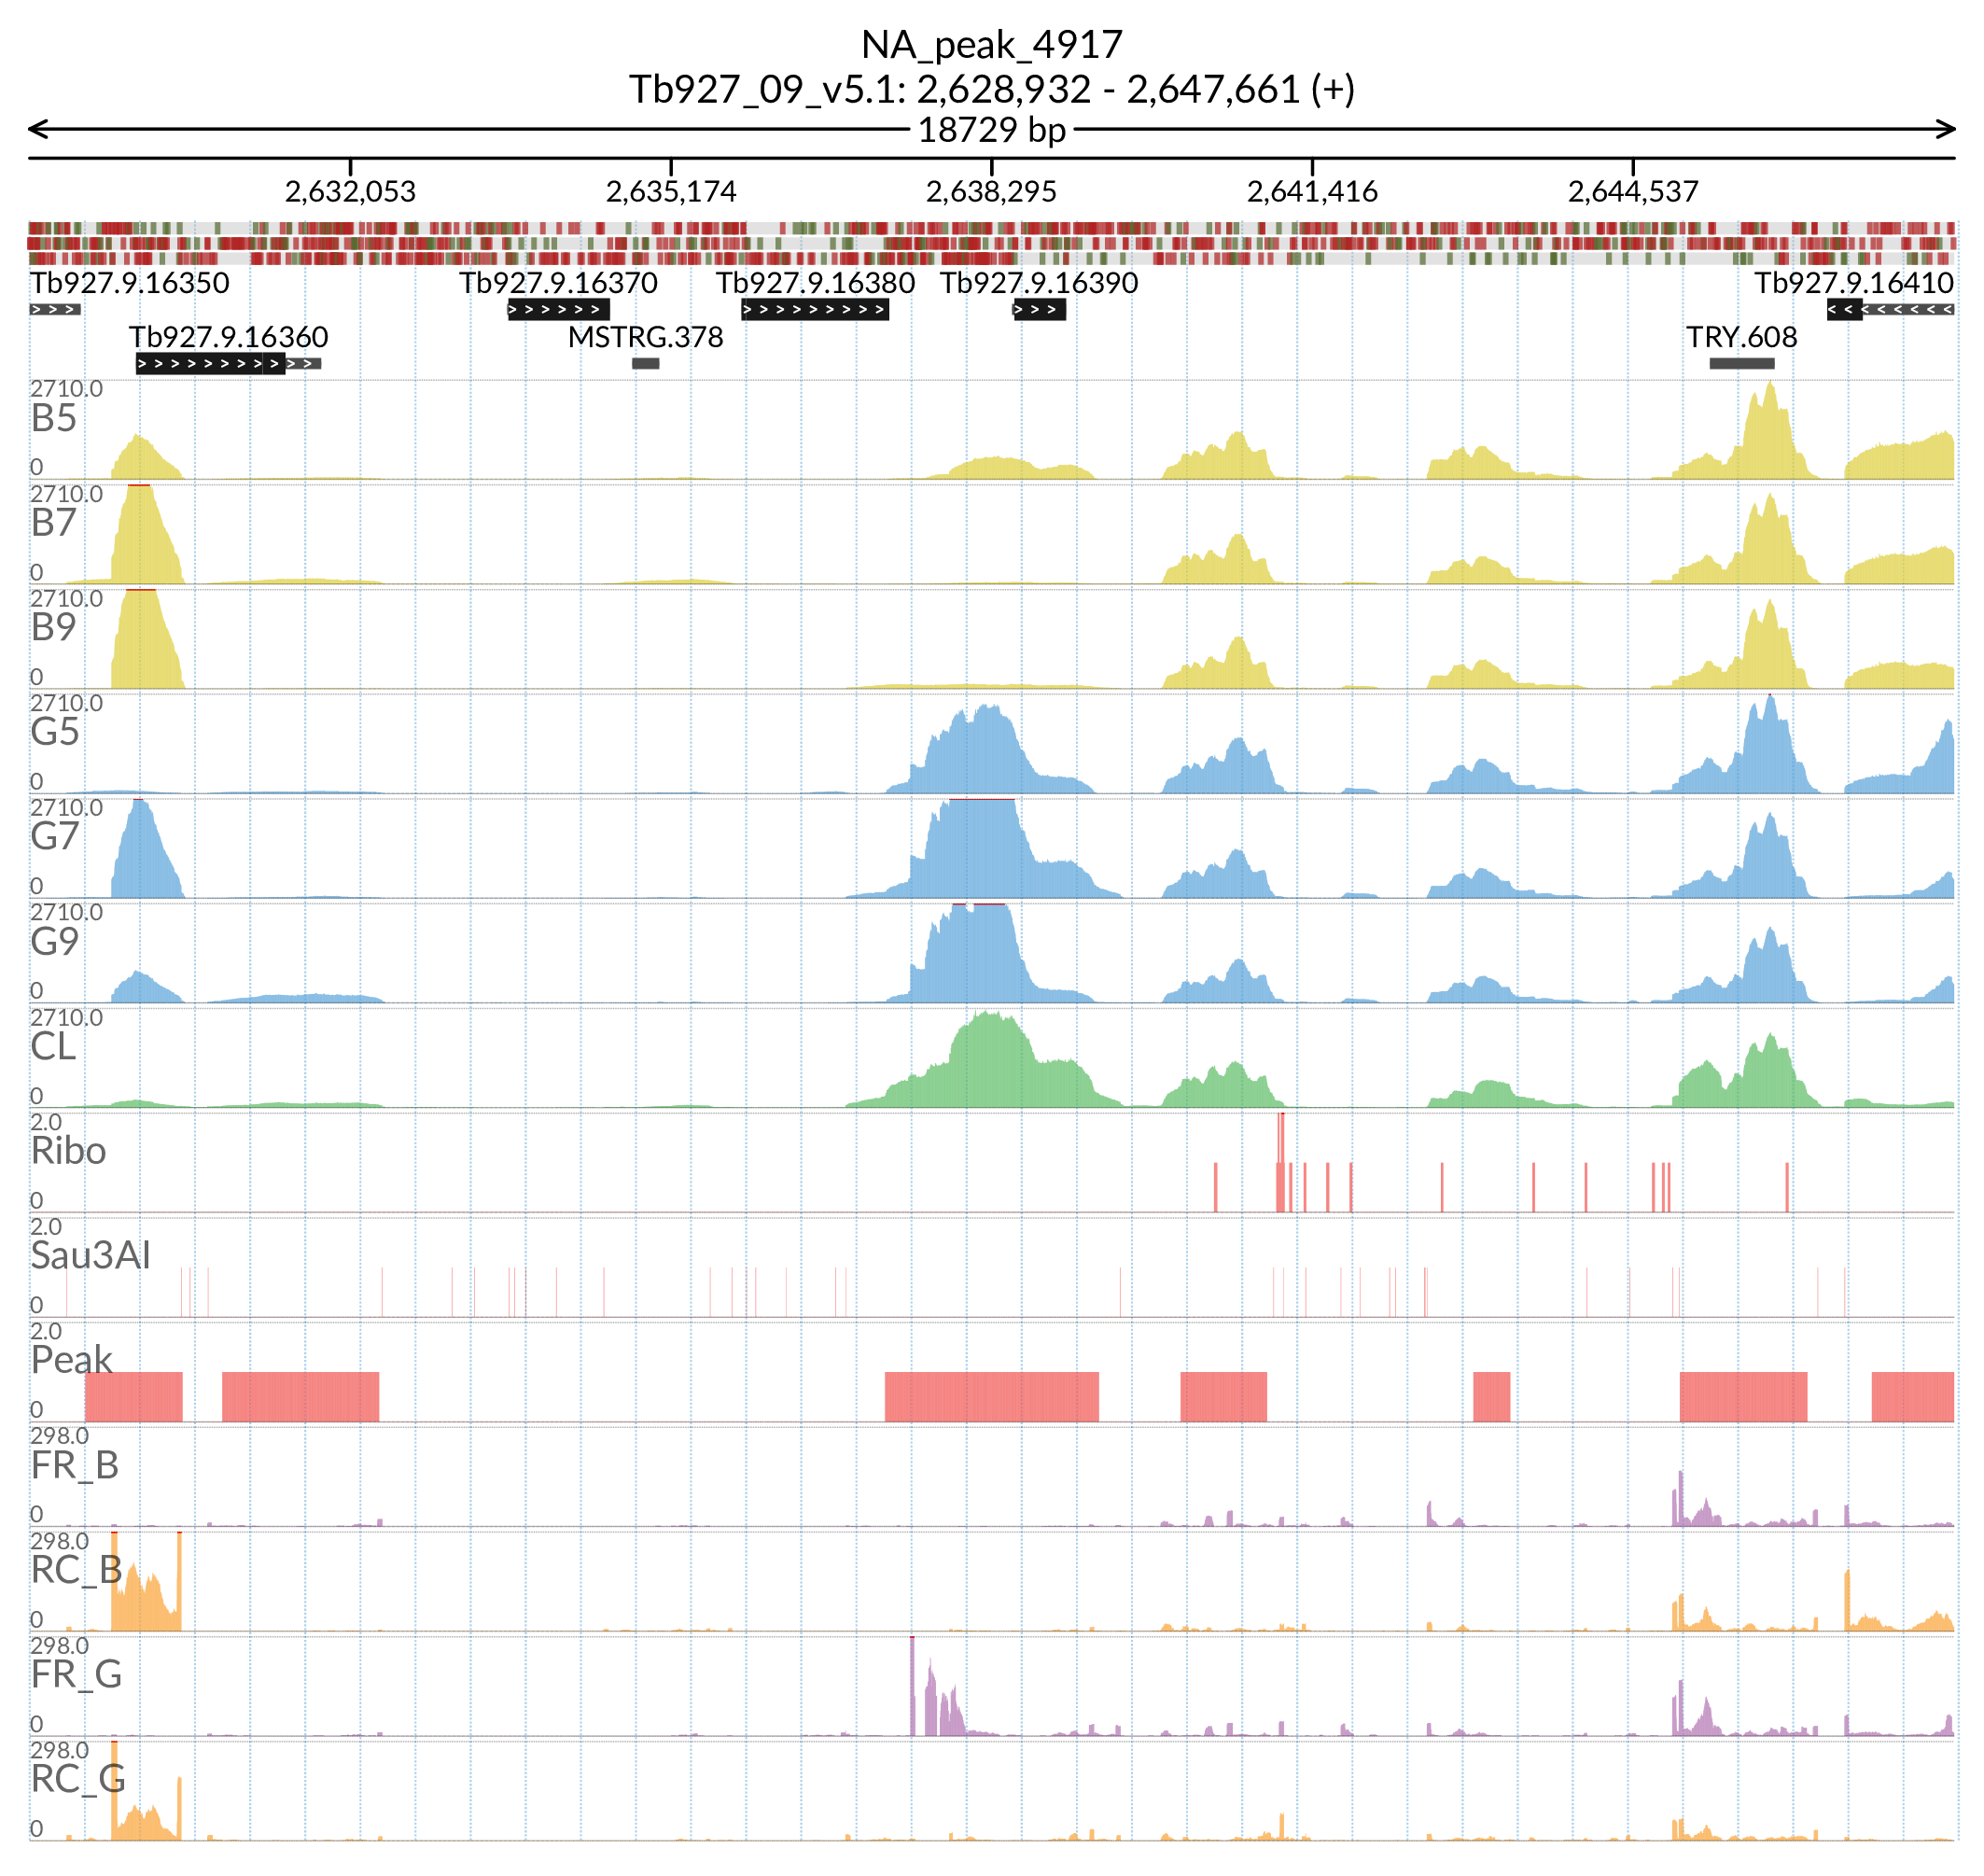 NA_peak_4917
Tb927_09_v5.1: 2,628,932 - 2,647,661 (+)
18729 bp
2,632,053 2,635,174 2,638,295 2,641,416 2,644,537
Tb927.9.16350 Tb927.9.16370 Tb927.9.16380 Tb927.9.16390 Tb927.9.16410
Tb927.9.16360 MSTRG.378 TRY.608
2710.0
B5
0
2710.0
B7
0
2710.0
B9
0
2710.0
G5
0
2710.0
G7
0
2710.0
G9
0
2710.0
CL
0
2.0
Ribo
0
2.0
Sau3AI
0
2.0
Peak
0
298.0
FR_B
0
298.0
RC_B
0
298.0
FR_G
0
298.0
RC_G
0